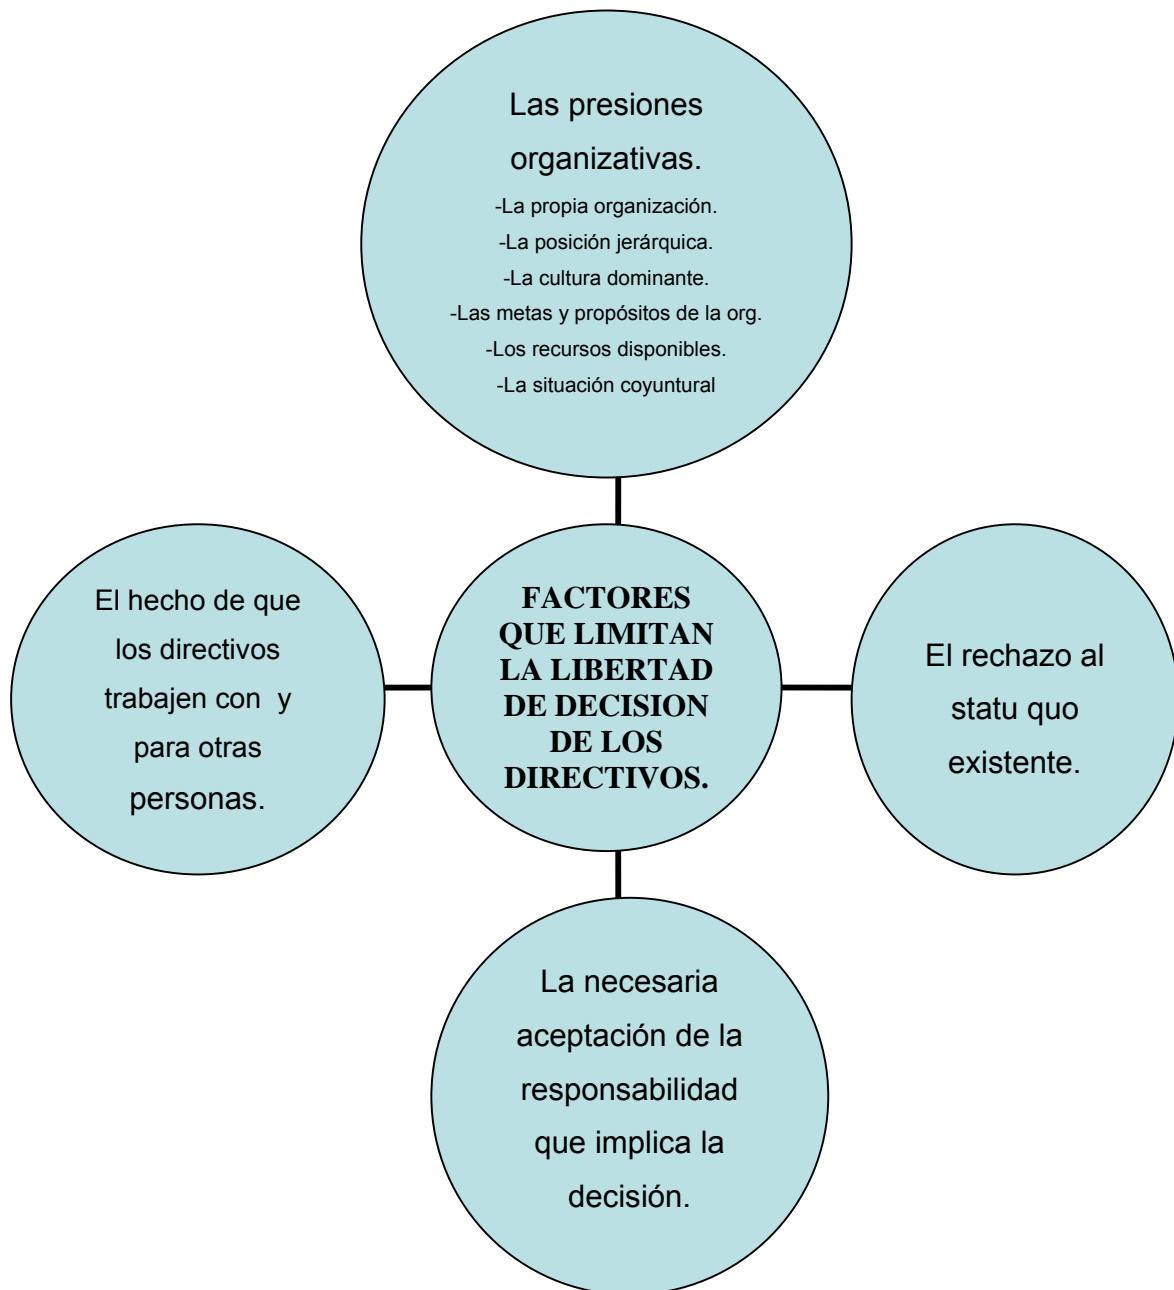 Las presiones
organizativas.
-La propia organización.
-La posición jerárquica.
-La cultura dominante.
-Las metas y propósitos de la org.
-Los recursos disponibles.
-La situación coyuntural
El hecho de que
los directivos
trabajen con y
para otras
personas.
FACTORES
QUE LIMITAN
LA LIBERTAD
DE DECISION
DE LOS
DIRECTIVOS.
El rechazo al
statu quo
existente.
La necesaria
aceptación de la
responsabilidad
que implica la
decisión.